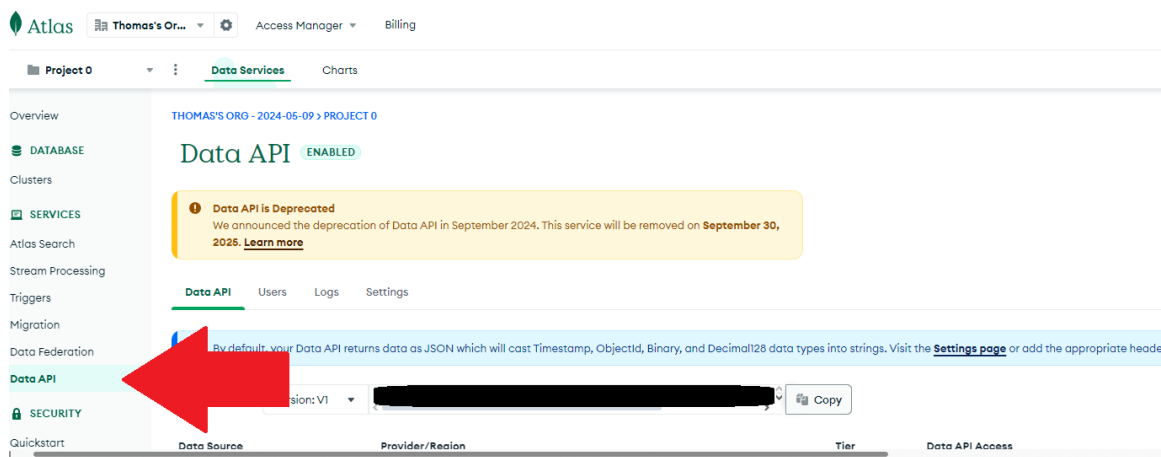 Atlas Thomas's Or... Access Manager Billing
Project 0 Data Services Charts
Overview
DATABASE
Clusters
SERVICES
Atlas Search
Stream Processing
Triggers
Migration
Data Federation
Data API
SECURITY
Quickstart
THOMAS'S ORG - 2024-05-09 > PROJECT 0
Data API ENABLED
Data API is Deprecated
We announced the deprecation of Data API in September 2024. This service will be removed on September 30,
2025. Learn more
Data API Users Logs Settings
By default, your Data API returns data as JSON which will cast Timestamp, ObjectId, Binary, and Decimal128 data types into strings. Visit the Settings page or add the appropriate heade
sion: V1 Copy
Data Source Provider/Region Tier Data API Access